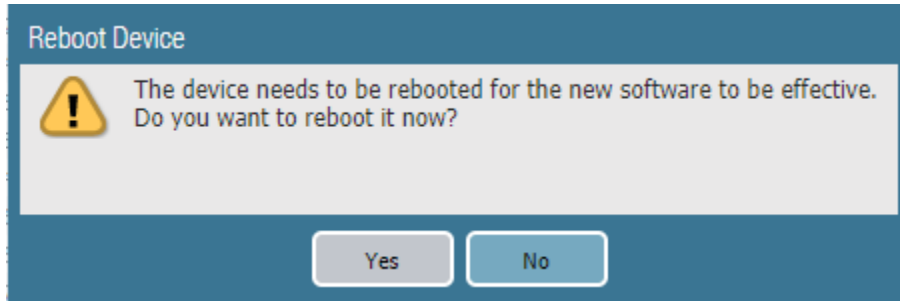 Reboot Device
The device needs to be rebooted for the new software to be effective.
Do you want to reboot it now?
Yes
No